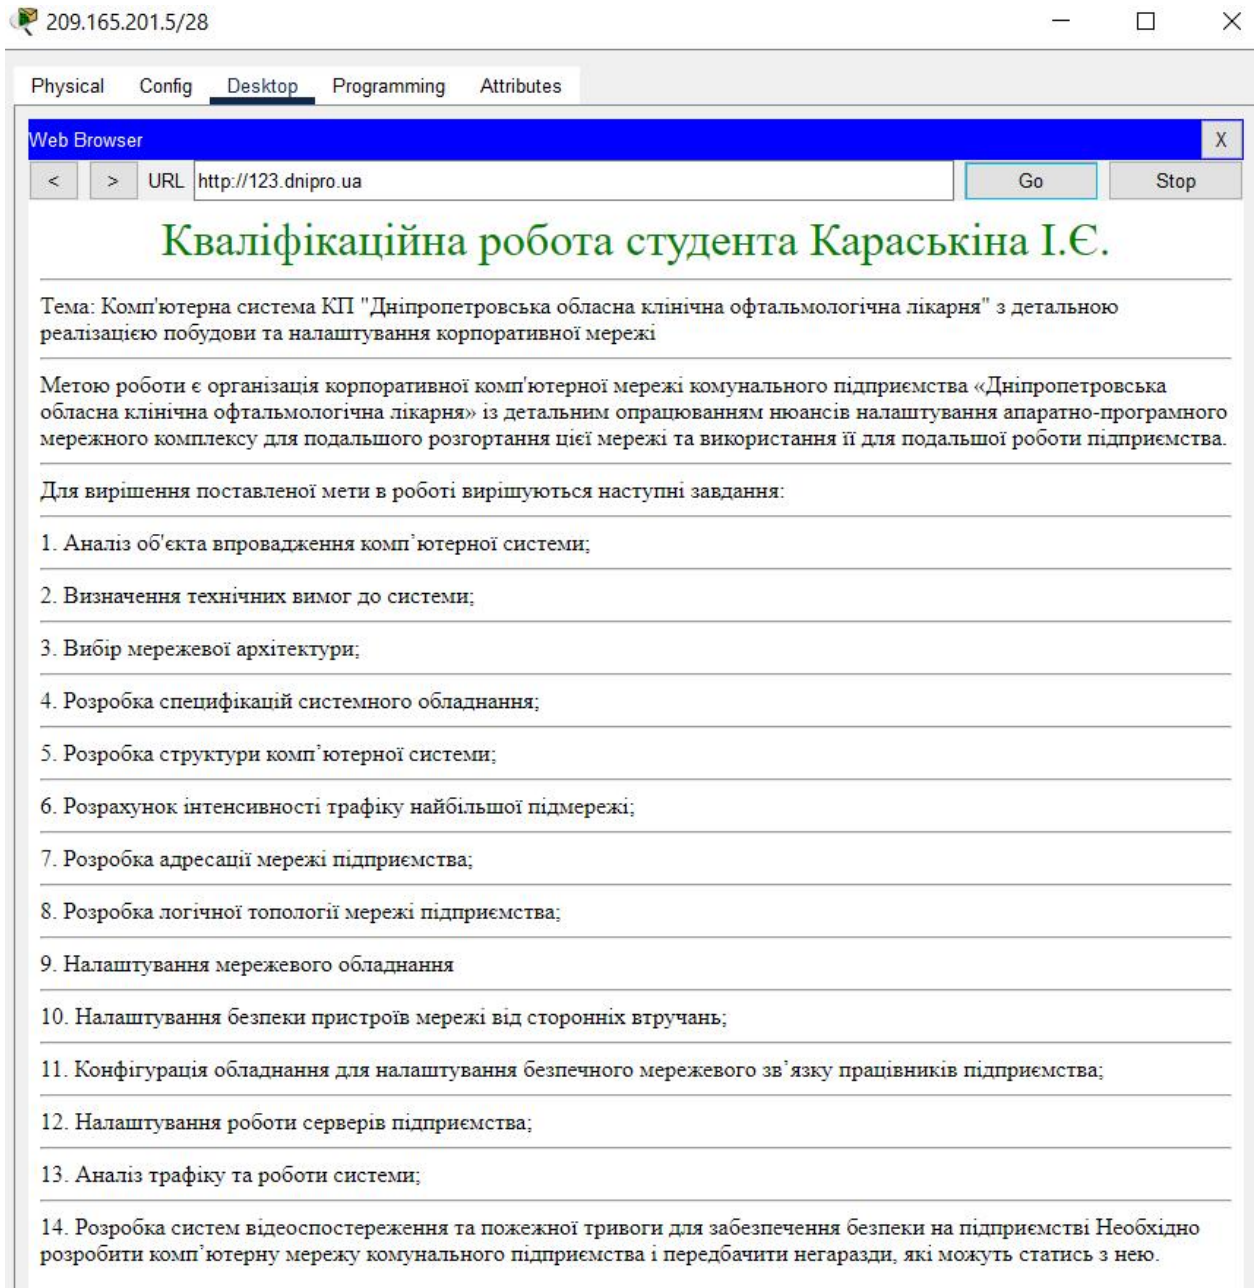 209.165.201.5/28
Physical Config Desktop Programming Attributes
Web Browser X
< > URL http://123.dnipro.ua Go Stop
Кваліфікаційна робота студента Караськіна І.Є.
Тема: Комп'ютерна система КП "Дніпропетровська обласна клінічна офтальмологічна лікарня" з детальною
реалізацією побудови та налаштування корпоративної мережі
Метою роботи є організація корпоративної комп'ютерної мережі комунального підприємства «Дніпропетровська
обласна клінічна офтальмологічна лікарня» із детальним опрацюванням нюансів налаштування апаратно-програмного
мережного комплексу для подальшого розгортання цієї мережі та використання її для подальшої роботи підприємства.
Для вирішення поставленої мети в роботі вирішуються наступні завдання:
1. Аналіз об'єкта впровадження комп’ютерної системи;
2. Визначення технічних вимог до системи;
3. Вибір мережевої архітектури;
4. Розробка специфікацій системного обладнання;
5. Розробка структури комп’ютерної системи;
6. Розрахунок інтенсивності трафіку найбільшої підмережі;
7. Розробка адресації мережі підприємства;
8. Розробка логічної топології мережі підприємства;
9. Налаштування мережевого обладнання
10. Налаштування безпеки пристроїв мережі від сторонніх втручань;
11. Конфігурація обладнання для налаштування безпечного мережевого зв’язку працівників підприємства;
12. Налаштування роботи серверів підприємства;
13. Аналіз трафіку та роботи системи;
14. Розробка систем відеоспостереження та пожежної тривоги для забезпечення безпеки на підприємстві Необхідно
розробити комп’ютерну мережу комунального підприємства і передбачити негаразди, які можуть статись з нею.